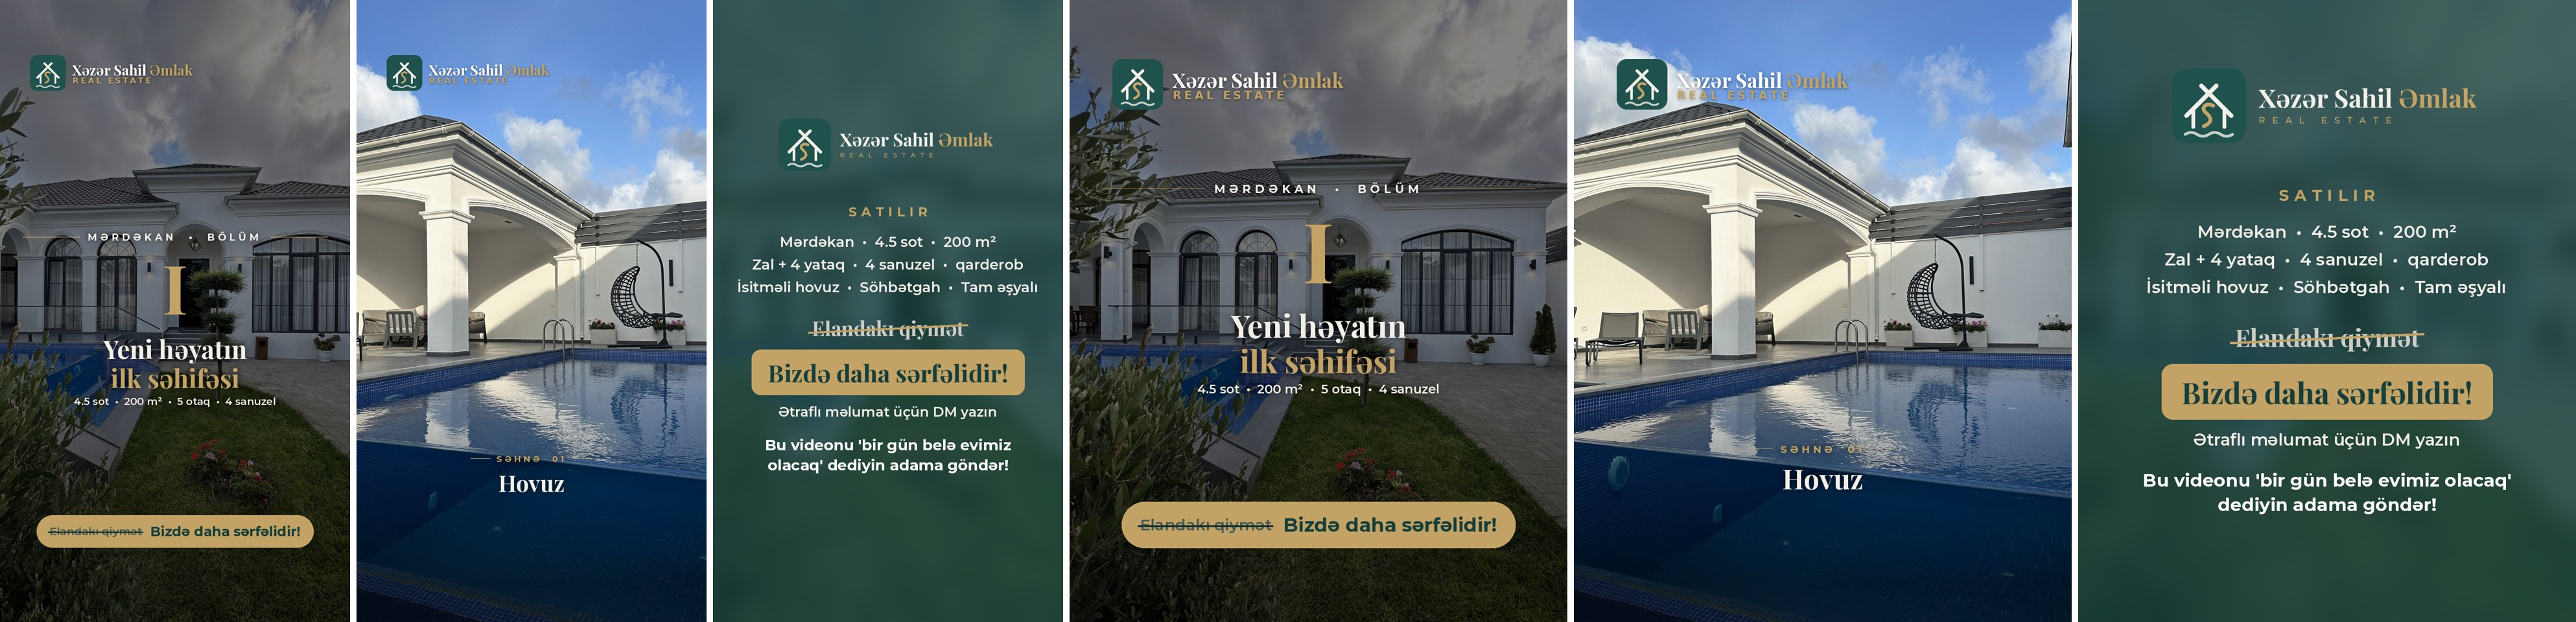 Xəzər Sahil Əmlak
REAL ESTATE
MƏRDƏKAN • BÖLÜM
I
Yeni həyatın
ilk səhifəsi
4.5 sot • 200 m² • 5 otaq • 4 sanuzel
Elandakı qiymət Bizdə daha sərfəlidir!
Xəzər Sahil Əmlak
REAL ESTATE
SƏHNƏ 01
Hovuz
Xəzər Sahil Əmlak
REAL ESTATE
SATILIR
Mərdəkan • 4.5 sot • 200 m²
Zal + 4 yataq • 4 sanuzel • qarderob
İsitməli hovuz • Söhbətgah • Tam əşyalı
Elandakı qiymət
Bizdə daha sərfəlidir!
Ətraflı məlumat üçün DM yazın
Bu videonu 'bir gün belə evimiz
olacaq' dediyin adama göndər!
Xəzər Sahil Əmlak
REAL ESTATE
MƏRDƏKAN • BÖLÜM
I
Yeni həyatın
ilk səhifəsi
4.5 sot • 200 m² • 5 otaq • 4 sanuzel
Elandakı qiymət Bizdə daha sərfəlidir!
Xəzər Sahil Əmlak
REAL ESTATE
SƏHNƏ 01
Hovuz
Xəzər Sahil Əmlak
REAL ESTATE
SATILIR
Mərdəkan • 4.5 sot • 200 m²
Zal + 4 yataq • 4 sanuzel • qarderob
İsitməli hovuz • Söhbətgah • Tam əşyalı
Elandakı qiymət
Bizdə daha sərfəlidir!
Ətraflı məlumat üçün DM yazın
Bu videonu 'bir gün belə evimiz olacaq'
dediyin adama göndər!